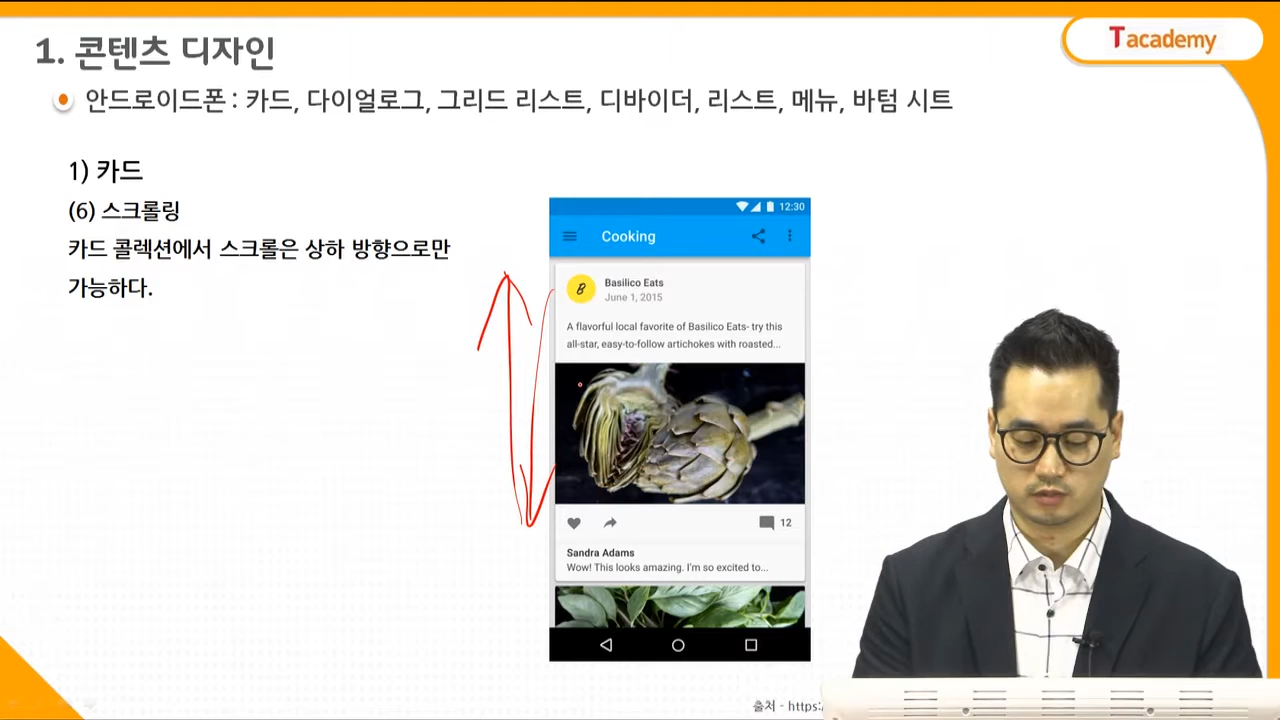 1. 콘텐츠 디자인
Tacademy
안드로이드폰 : 카드, 다이얼로그, 그리드 리스트, 디바이더, 리스트, 메뉴, 바텀 시트
1) 카드
(6) 스크롤링
카드 콜렉션에서 스크롤은 상하 방향으로만
가능하다.
12:30
Cooking
B
Basilico Eats
June 1, 2015
A flavorful local favorite of Basilico Eats- try this
all-star, easy-to-follow artichokes with roasted...
12
Sandra Adams
Wow! This looks amazing. I'm so excited to...
출처 - https: